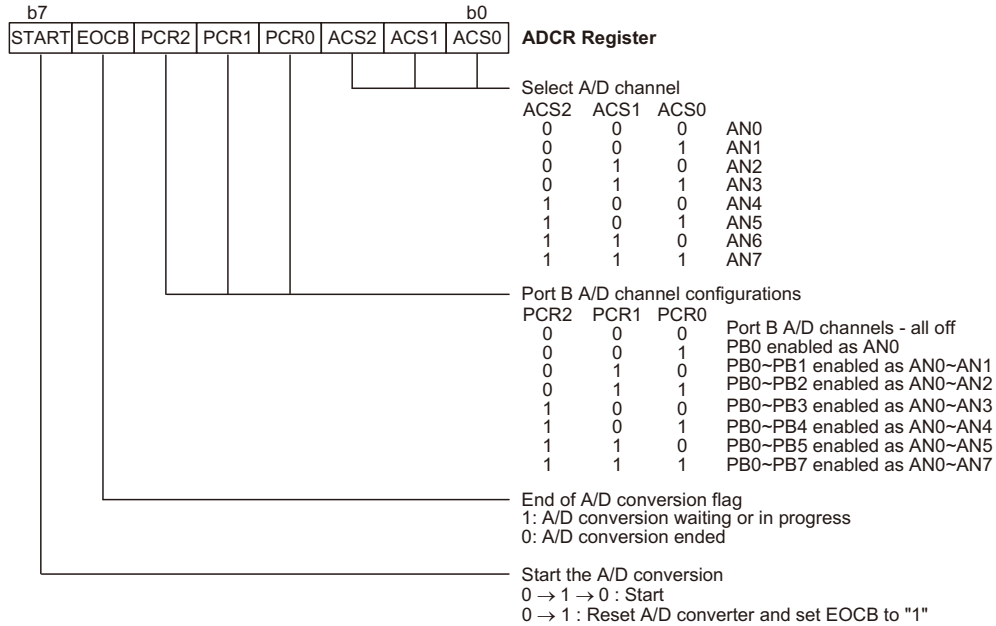 b7 b0
START EOCB PCR2 PCR1 PCR0 ACS2 ACS1 ACS0 ADCR Register
Select A/D channel
ACS2 ACS1 ACS0
0 0 0 AN0
0 0 1 AN1
0 1 0 AN2
0 1 1 AN3
1 0 0 AN4
1 0 1 AN5
1 1 0 AN6
1 1 1 AN7
Port B A/D channel configurations
PCR2 PCR1 PCR0
0 0 0 Port B A/D channels - all off
0 0 1 PB0 enabled as AN0
0 1 0 PB0~PB1 enabled as AN0~AN1
0 1 1 PB0~PB2 enabled as AN0~AN2
1 0 0 PB0~PB3 enabled as AN0~AN3
1 0 1 PB0~PB4 enabled as AN0~AN4
1 1 0 PB0~PB5 enabled as AN0~AN5
1 1 1 PB0~PB7 enabled as AN0~AN7
End of A/D conversion flag
1: A/D conversion waiting or in progress
0: A/D conversion ended
Start the A/D conversion
0 → 1 → 0 : Start
0 → 1 : Reset A/D converter and set EOCB to "1"